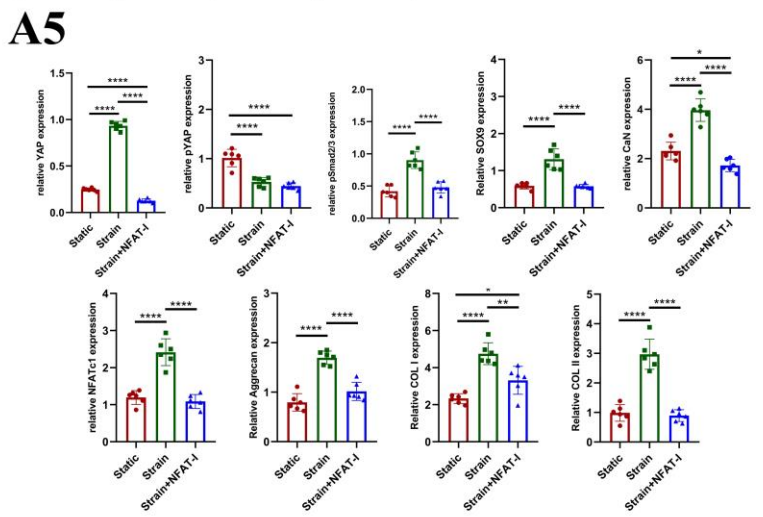 A5
relative YAP expression
1.5
1.0
0.5
0.0
****
****
****
Static
Strain
Strain+NFAT-I
relative pYAP expression
3
2
1
0
****
****
Static
Strain
Strain+NFAT-I
relative pSmad2/3 expression
2.0
1.5
1.0
0.5
0.0
****
****
Static
Strain
Strain+NFAT-I
Relative SOX9 expression
4
3
2
1
0
****
****
Static
Strain
Strain+NFAT-I
relative CaN expression
6
4
2
0
*
****
****
Static
Strain
Strain+NFAT-I
relative NFATc1 expression
4
3
2
1
0
****
****
Static
Strain
Strain+NFAT-I
Relative Aggrecan expression
3
2
1
0
****
****
Static
Strain
Strain+NFAT-I
Relative COL I expression
8
6
4
2
0
*
**
****
Static
Strain
Strain+NFAT-I
Relative COL II expression
5
4
3
2
1
0
****
****
Static
Strain
Strain+NFAT-I